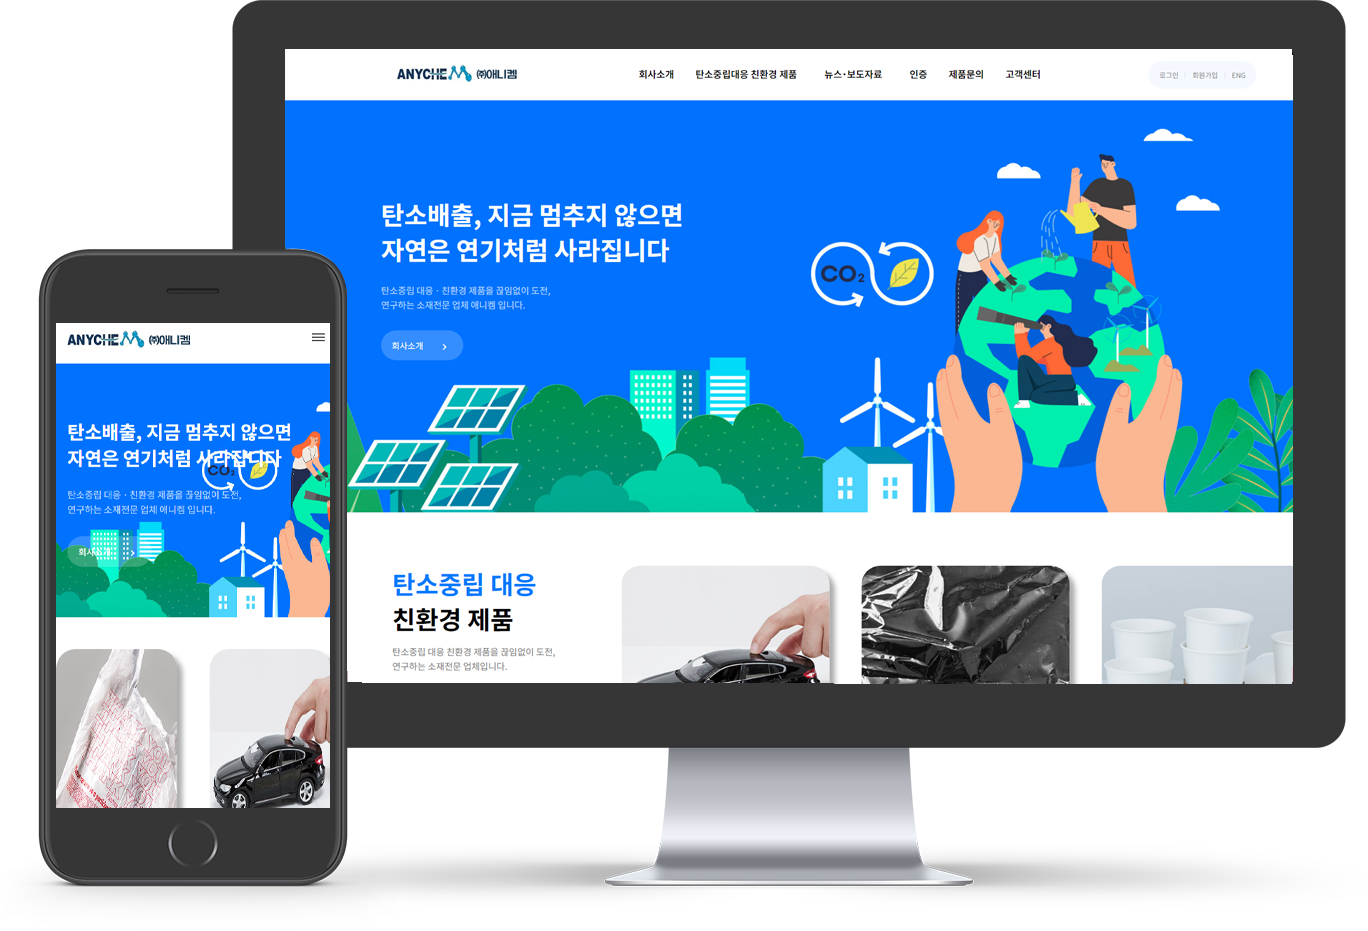 ANYCHEM ㈜애니켐
회사소개 탄소중립대응 친환경 제품 뉴스·보도자료 인증 제품문의 고객센터
로그인 회원가입 ENG
탄소배출, 지금 멈추지 않으면
자연은 연기처럼 사라집니다
탄소중립 대응 · 친환경 제품을 끊임없이 도전,
연구하는 소재전문 업체 애니켐 입니다.
회사소개
CO₂
탄소중립 대응
친환경 제품
탄소중립 대응 친환경 제품을 끊임없이 도전,
연구하는 소재전문 업체입니다.
ANYCHEM ㈜애니켐
탄소배출, 지금 멈추지 않으면
자연은 연기처럼 사라집니다
CO₂
탄소중립 대응 · 친환경 제품을 끊임없이 도전,
연구하는 소재전문 업체 애니켐 입니다.
회사소개